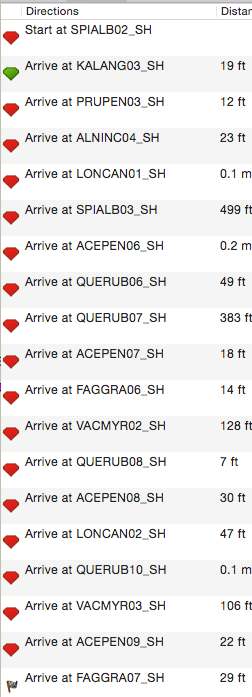 Directions Distan
Start at SPIALB02_SH
Arrive at KALANG03_SH 19 ft
Arrive at PRUPEN03_SH 12 ft
Arrive at ALNINC04_SH 23 ft
Arrive at LONCAN01_SH 0.1 m
Arrive at SPIALB03_SH 499 ft
Arrive at ACEPEN06_SH 0.2 m
Arrive at QUERUB06_SH 49 ft
Arrive at QUERUB07_SH 383 ft
Arrive at ACEPEN07_SH 18 ft
Arrive at FAGGRA06_SH 14 ft
Arrive at VACMYR02_SH 128 ft
Arrive at QUERUB08_SH 7 ft
Arrive at ACEPEN08_SH 30 ft
Arrive at LONCAN02_SH 47 ft
Arrive at QUERUB10_SH 0.1 m
Arrive at VACMYR03_SH 106 ft
Arrive at ACEPEN09_SH 22 ft
Arrive at FAGGRA07_SH 29 ft